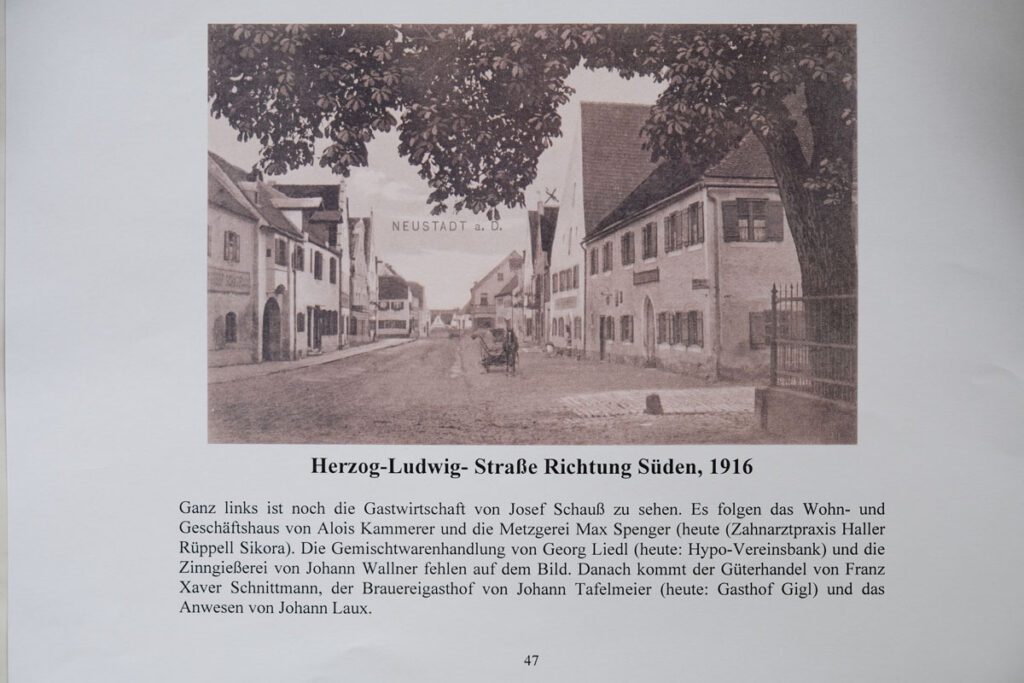 NEUSTADT a. D.
Herzog-Ludwig- Straße Richtung Süden, 1916
Ganz links ist noch die Gastwirtschaft von Josef Schauß zu sehen. Es folgen das Wohn- und
Geschäftshaus von Alois Kammerer und die Metzgerei Max Spenger (heute (Zahnarztpraxis Haller
Rüppell Sikora). Die Gemischtwarenhandlung von Georg Liedl (heute: Hypo-Vereinsbank) und die
Zinngießerei von Johann Wallner fehlen auf dem Bild. Danach kommt der Güterhandel von Franz
Xaver Schnittmann, der Brauereigasthof von Johann Tafelmeier (heute: Gasthof Gigl) und das
Anwesen von Johann Laux.
47